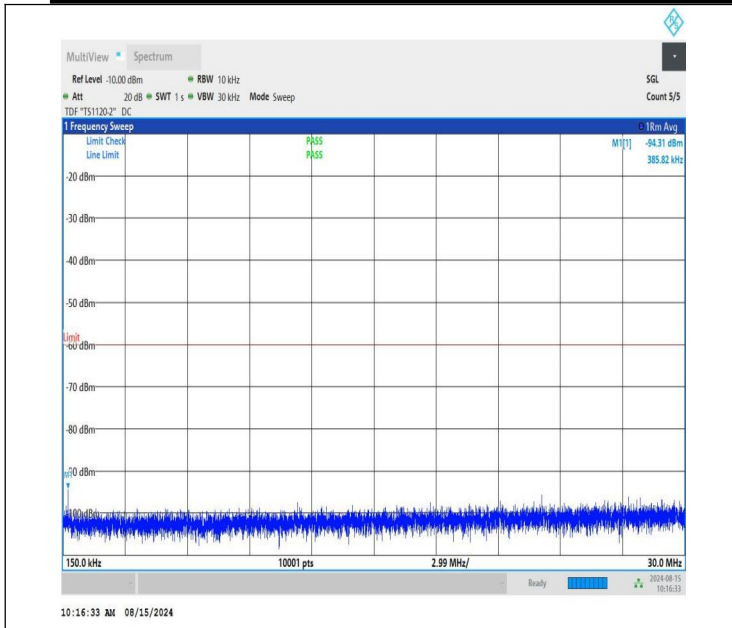 MultiView Spectrum
Ref Level -10.00 dBm RBW 10 kHz SGL
Att 20 dB SWT 1 s VBW 30 kHz Mode Sweep Count 5/5
TDF "TS1120-2" DC
1 Frequency Sweep 1Rm Avg
Limit Check PASS M1[1] -94.31 dBm
Line Limit PASS 385.82 kHz
-20 dBm
-30 dBm
-40 dBm
-50 dBm
Limit
-60 dBm
-70 dBm
-80 dBm
-90 dBm
-100 dBm
150.0 kHz 10001 pts 2.99 MHz/ 30.0 MHz
Ready 2024-08-15
10:16:33
10:16:33 AM 08/15/2024